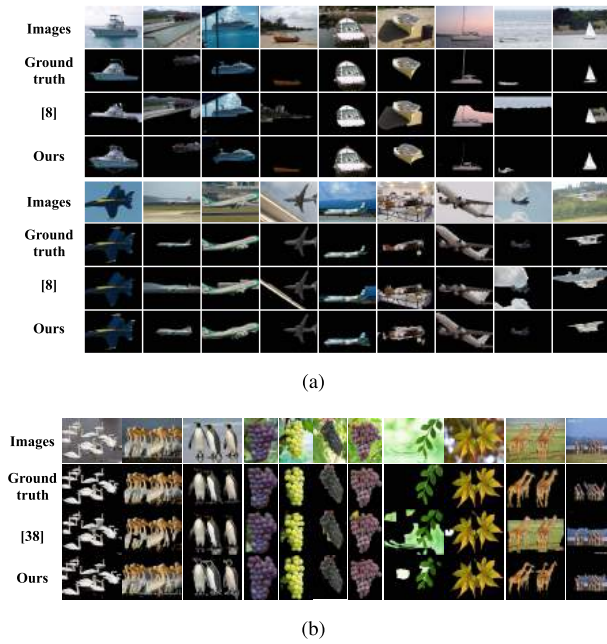 Images
Ground
truth
[8]
Ours
Images
Ground
truth
[8]
Ours
(a)
Images
Ground
truth
[38]
Ours
(b)